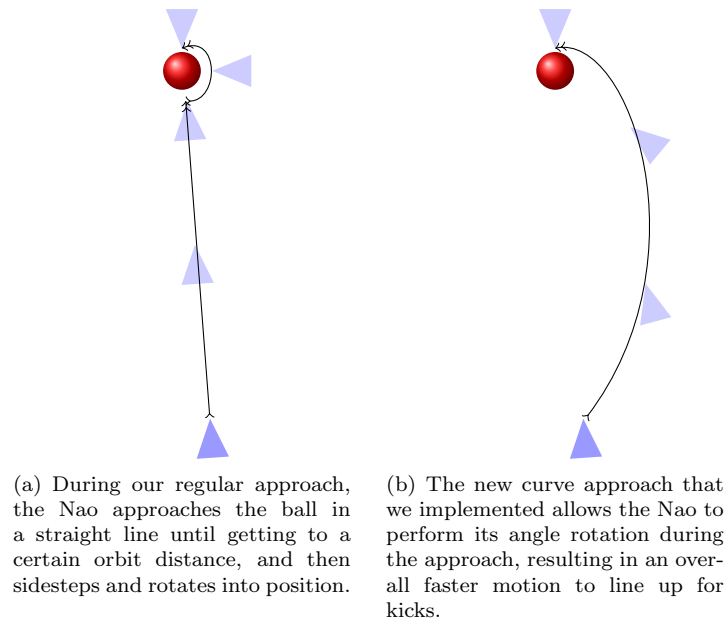 (a) During our regular approach,
the Nao approaches the ball in
a straight line until getting to a
certain orbit distance, and then
sidesteps and rotates into position.
(b) The new curve approach that
we implemented allows the Nao to
perform its angle rotation during
the approach, resulting in an over-
all faster motion to line up for
kicks.